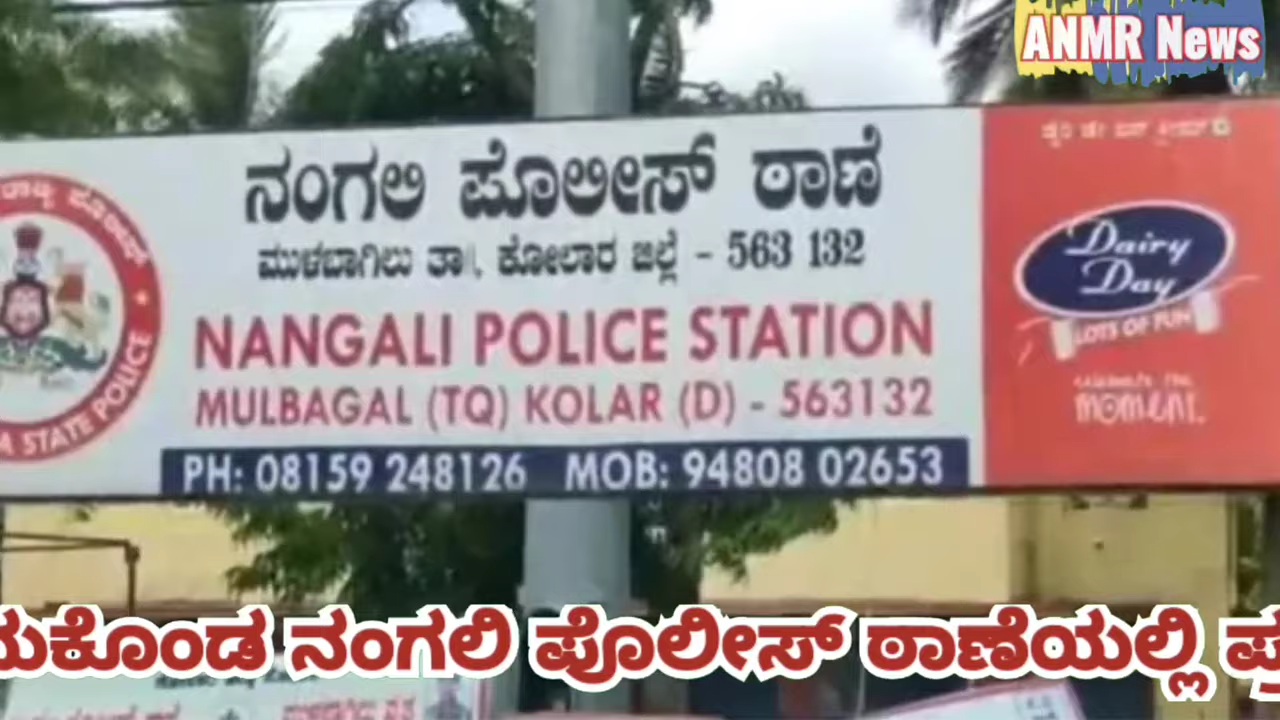 ANMR News
ನಂಗಲಿ ಪೊಲೀಸ್ ಠಾಣೆ
ಮುಳಬಾಗಿಲು ತಾ|, ಕೋಲಾರ ಜಿಲ್ಲೆ - 563 132
NANGALI POLICE STATION
MULBAGAL (TQ) KOLAR (D) - 563132
PH: 08159 248126 MOB: 94808 02653
STATE POLICE
Dairy
Day
LOTS OF FUN
MOMENT
ಕೊಂಡ ನಂಗಲಿ ಪೊಲೀಸ್ ಠಾಣೆಯಲ್ಲಿ